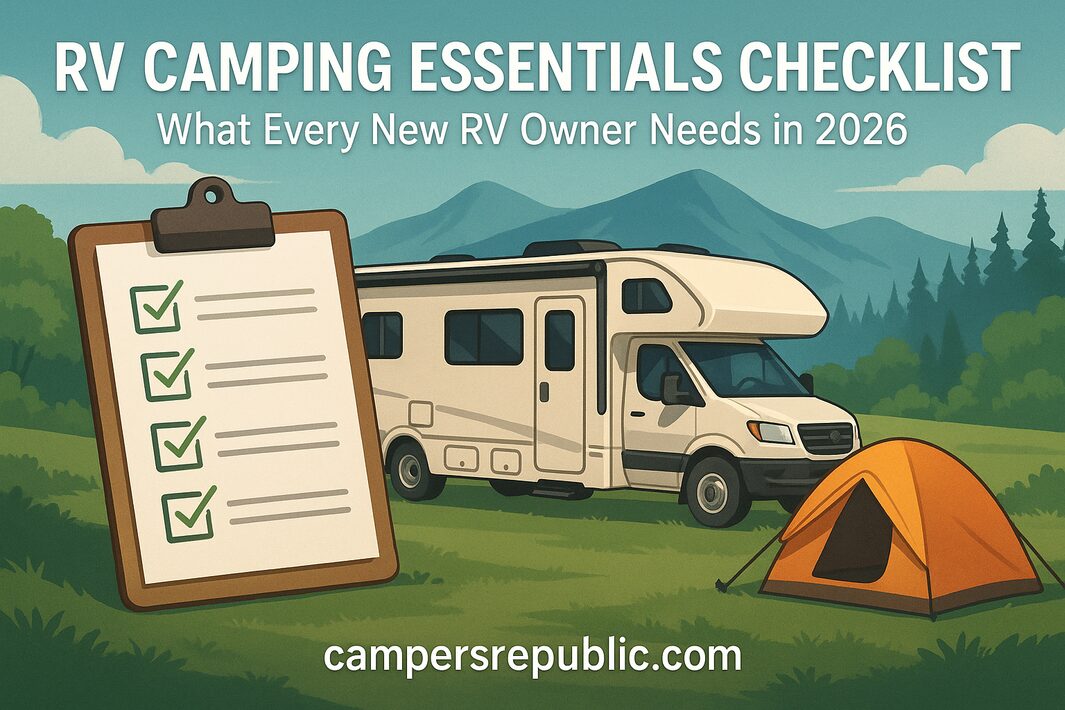 RV CAMPING ESSENTIALS CHECKLIST
What Every New RV Owner Needs in 2026
campersrepublic.com